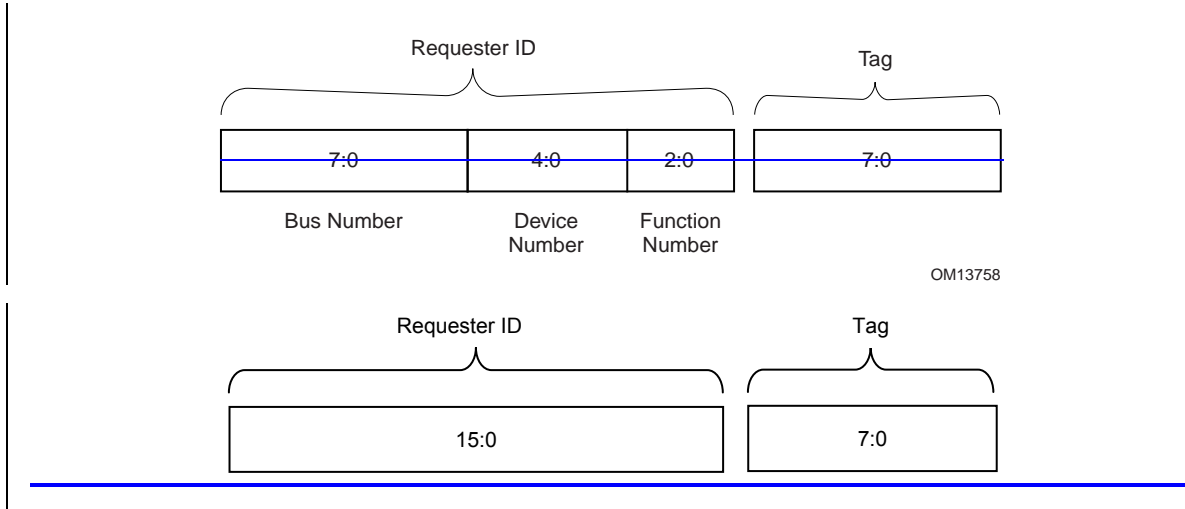 Requester ID Tag
7:0 4:0 2:0 7:0
Bus Number Device Function
Number Number
OM13758
Requester ID Tag
15:0 7:0